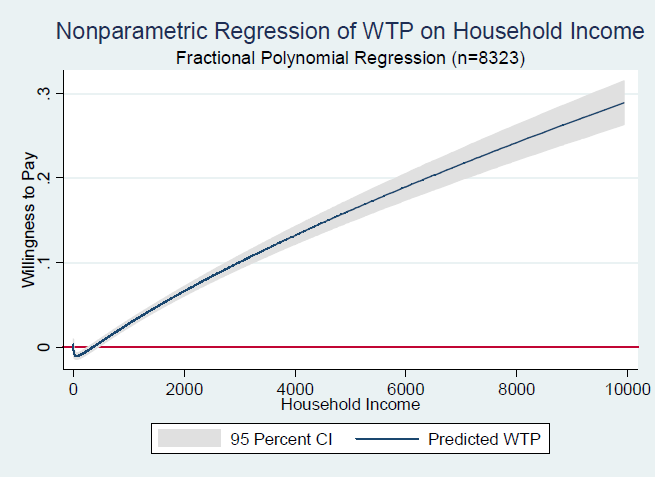 Nonparametric Regression of WTP on Household Income
Fractional Polynomial Regression (n=8323)
Willingness to Pay
.3
.2
.1
0
0 2000 4000 6000 8000 10000
Household Income
95 Percent CI Predicted WTP